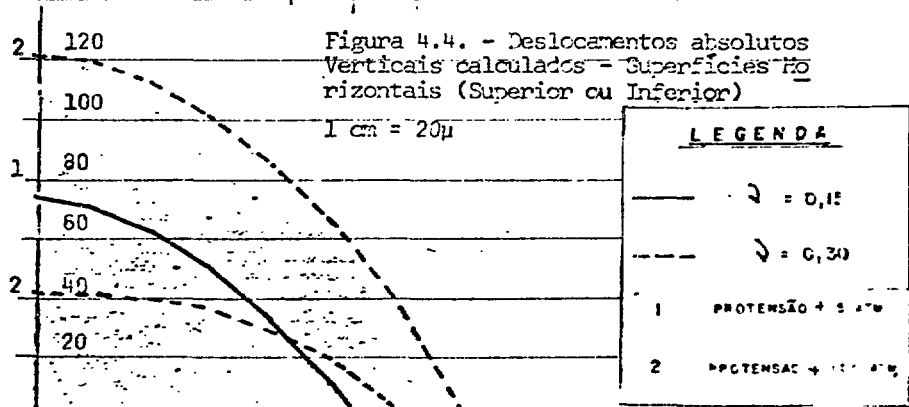 2 120
Figura 4.4. - Deslocamentos absolutos
Verticais calculados - Superfícies Ho
rizontais (Superior ou Inferior)
1 cm = 20μ
100
1 80
60
2 40
20
LEGENDA
= 0,15
= 0,30
1 PROTENSÃO +
2 PROTENSAO +